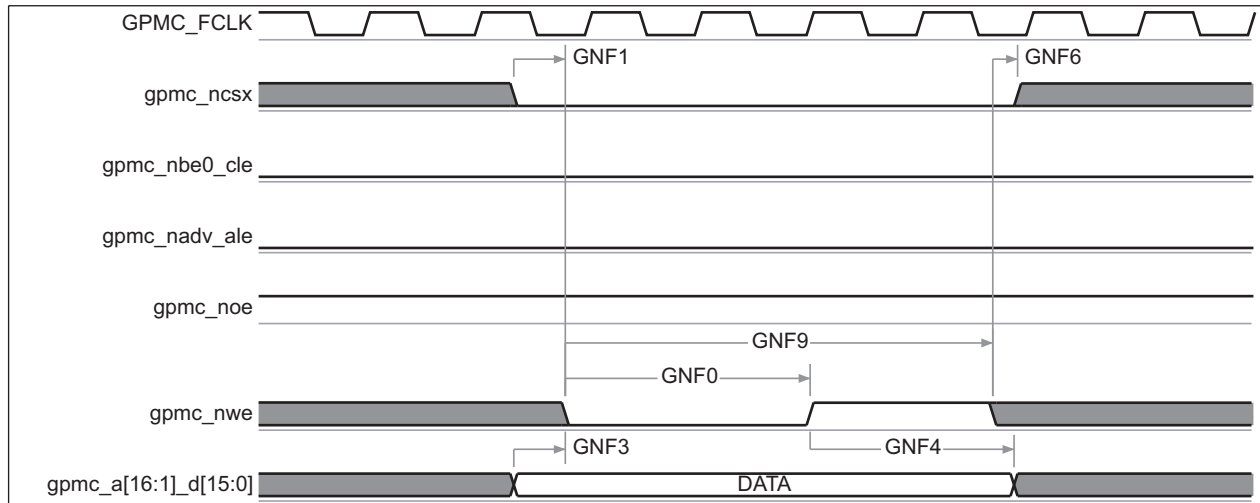 GPMC_FCLK
GNF1
GNF6
gpmc_ncsx
gpmc_nbe0_cle
gpmc_nadv_ale
gpmc_noe
GNF9
GNF0
gpmc_nwe
GNF3
GNF4
gpmc_a[16:1]_d[15:0]
DATA